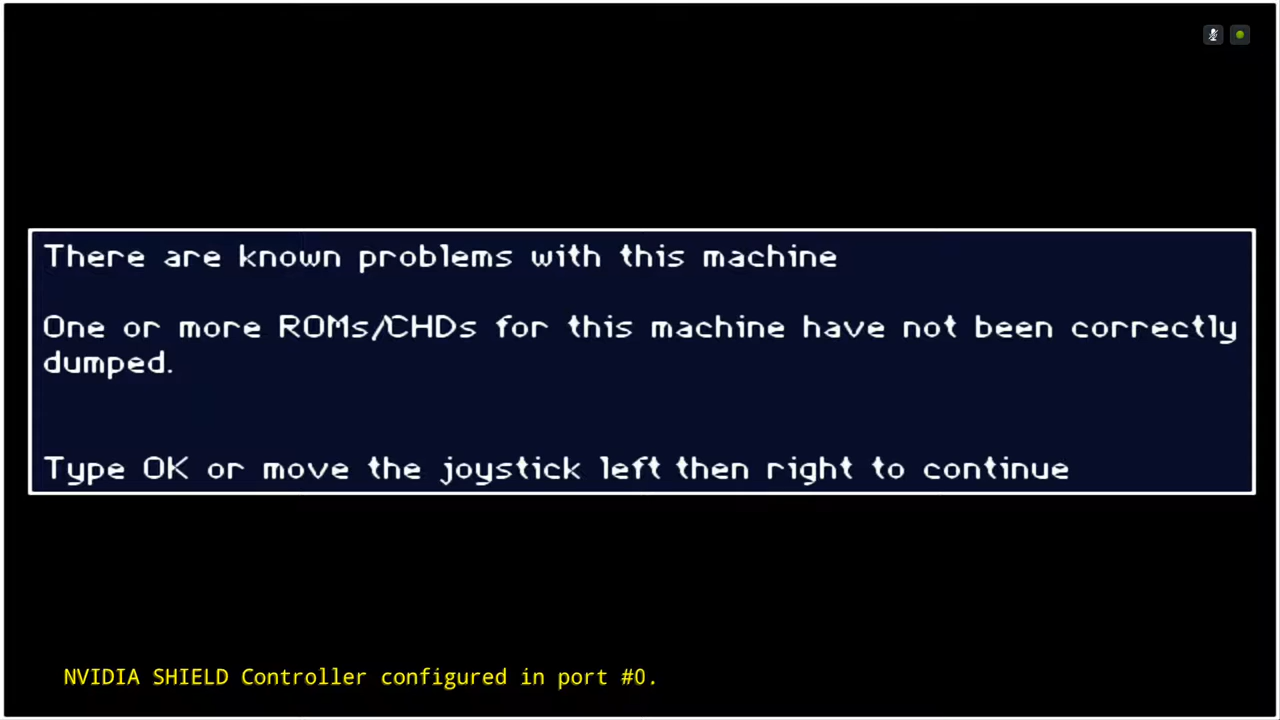 There are known problems with this machine
One or more ROMs/CHDs for this machine have not been correctly
dumped.
Type OK or move the joystick left then right to continue
NVIDIA SHIELD Controller configured in port #0.